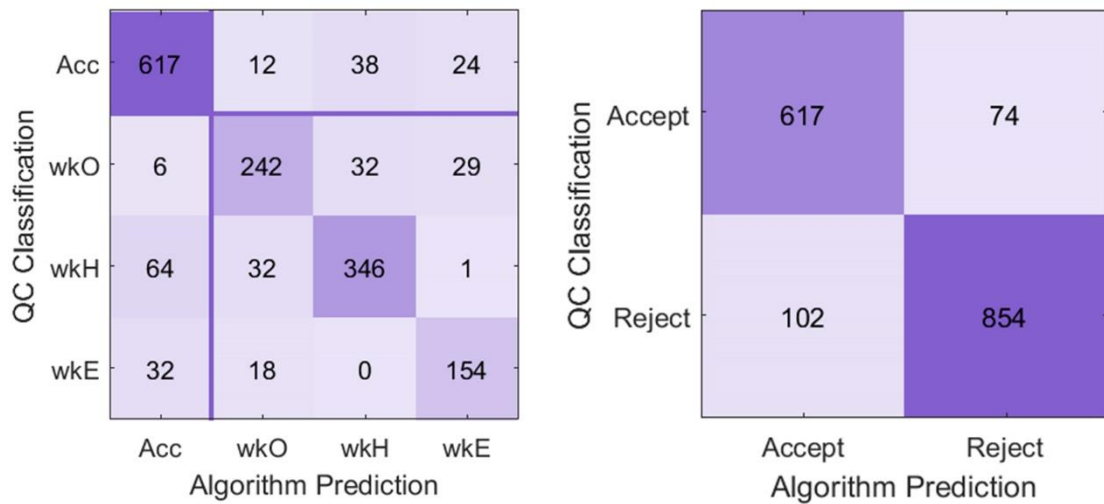 QC Classification
Acc 617 12 38 24
wkO 6 242 32 29
wkH 64 32 346 1
wkE 32 18 0 154
Acc wkO wkH wkE
Algorithm Prediction
QC Classification
Accept 617 74
Reject 102 854
Accept Reject
Algorithm Prediction